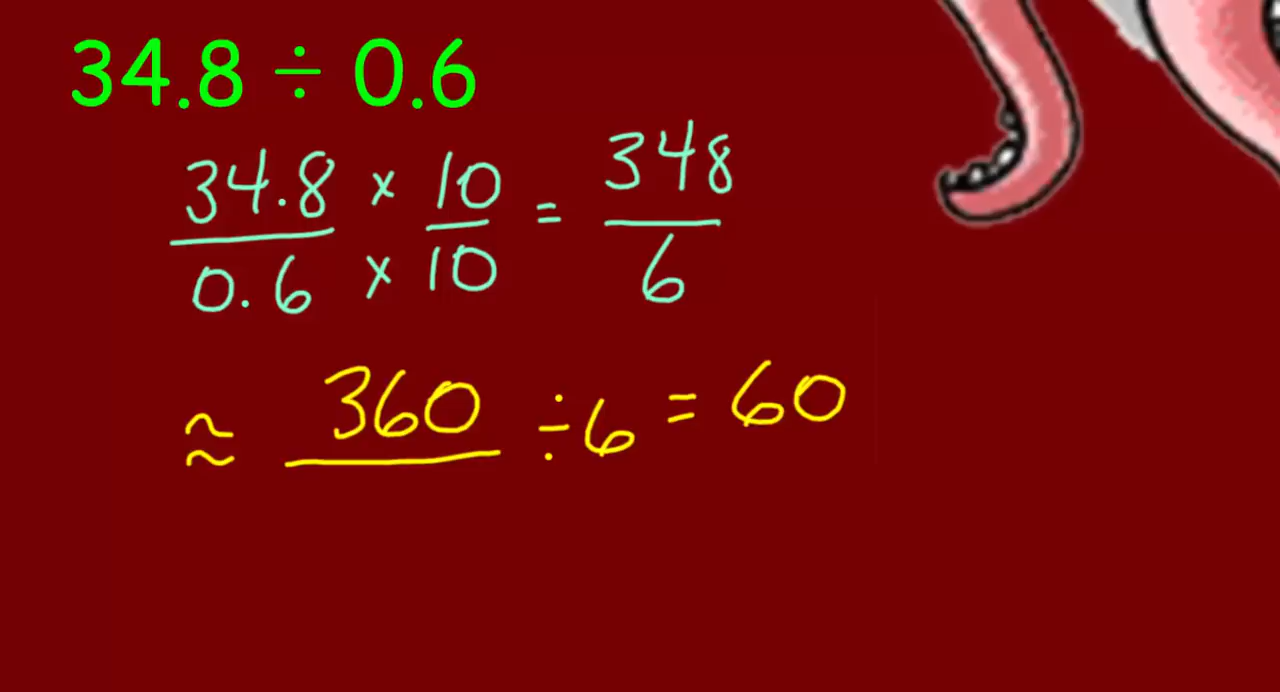 34.8 ÷ 0.6
34.8 × 10 = 348
0.6 × 10 6
≈ 360 ÷ 6 = 60